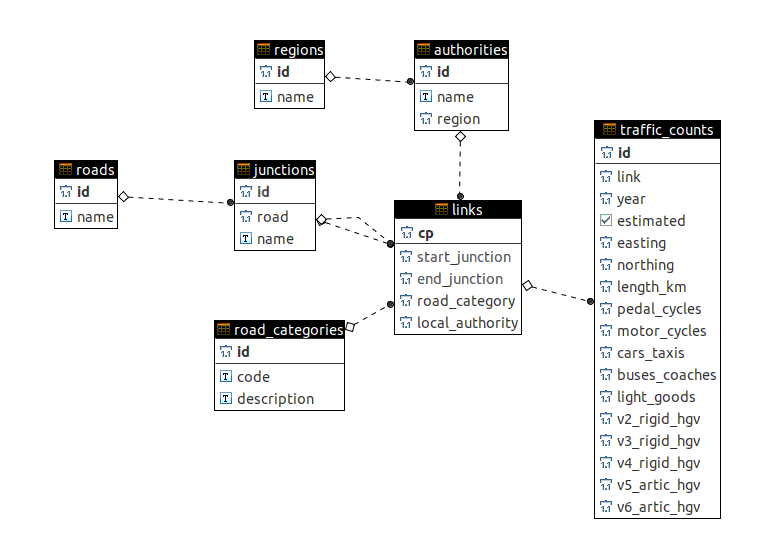 regions
id
name
authorities
id
name
region
roads
id
name
junctions
id
road
name
links
cp
start_junction
end_junction
road_category
local_authority
road_categories
id
code
description
traffic_counts
id
link
year
estimated
easting
northing
length_km
pedal_cycles
motor_cycles
cars_taxis
buses_coaches
light_goods
v2_rigid_hgv
v3_rigid_hgv
v4_rigid_hgv
v5_artic_hgv
v6_artic_hgv